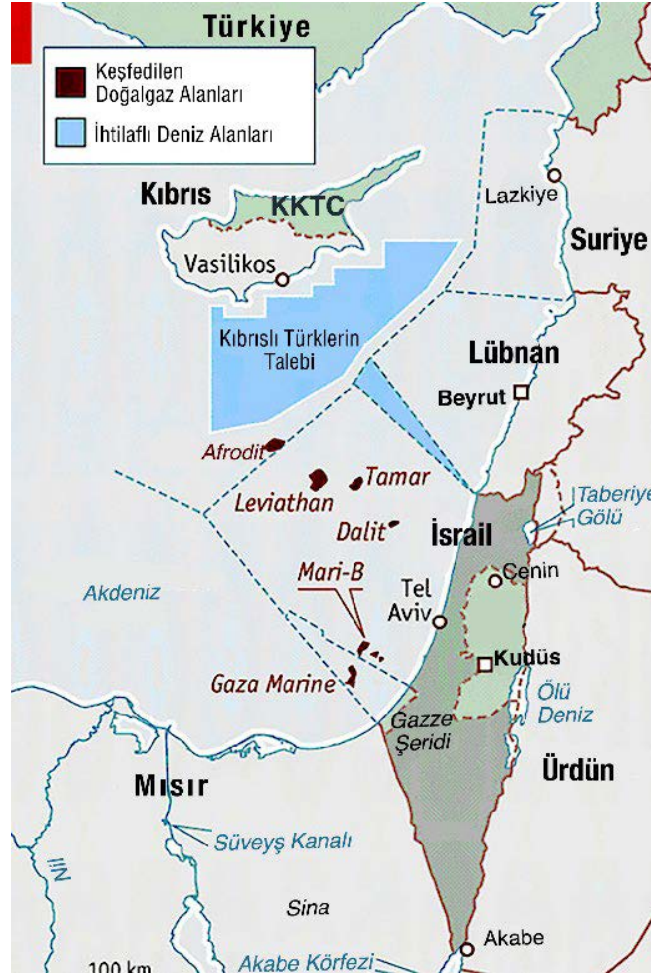 Türkiye
Keşfedilen
Doğalgaz Alanları
İhtilaflı Deniz Alanları
Kıbrıs
KKTC
Lazkiye
Suriye
Vasilikos
Kıbrıslı Türklerin
Talebi
Lübnan
Beyrut
Afrodit
Leviathan
Tamar
Dalit
Taberiye
Gölü
İsrail
Mari-B
Çenin
Akdeniz
Tel
Aviv
Kudüs
Gaza Marine
Gazze
Şeridi
Ölü
Deniz
Mısır
Ürdün
Süveyş Kanalı
Nil
Sina
Akabe
100 km
Akabe Körfezi